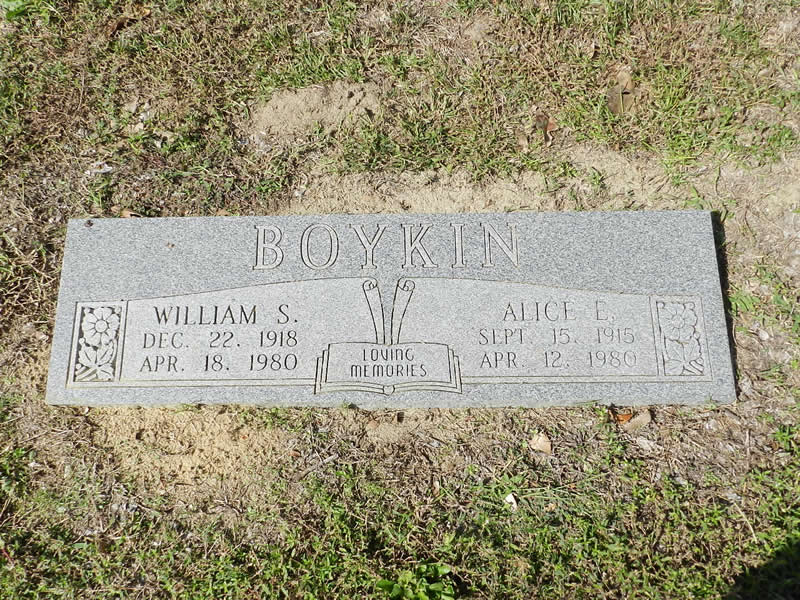 BOYKIN
WILLIAM S.
DEC. 22. 1918
APR. 18. 1980
LOVING
MEMORIES
ALICE E.
SEPT. 15. 1915
APR. 12. 1980